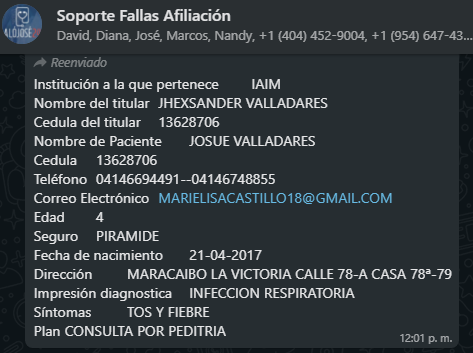 Soporte Fallas Afiliación
David, Diana, José, Marcos, Nandy, +1 (404) 452-9004, +1 (954) 647-43...
ALÓJOSÉ
Reenviado
Institución a la que pertenece IAIM
Nombre del titular JHEXSANDER VALLADARES
Cedula del titular 13628706
Nombre de Paciente JOSUE VALLADARES
Cedula 13628706
Teléfono 04146694491--04146748855
Correo Electrónico MARIELISACASTILLO18@GMAIL.COM
Edad 4
Seguro PIRAMIDE
Fecha de nacimiento 21-04-2017
Dirección MARACAIBO LA VICTORIA CALLE 78-A CASA 78ª-79
Impresión diagnostica INFECCION RESPIRATORIA
Síntomas TOS Y FIEBRE
Plan CONSULTA POR PEDITRIA
12:01 p. m.